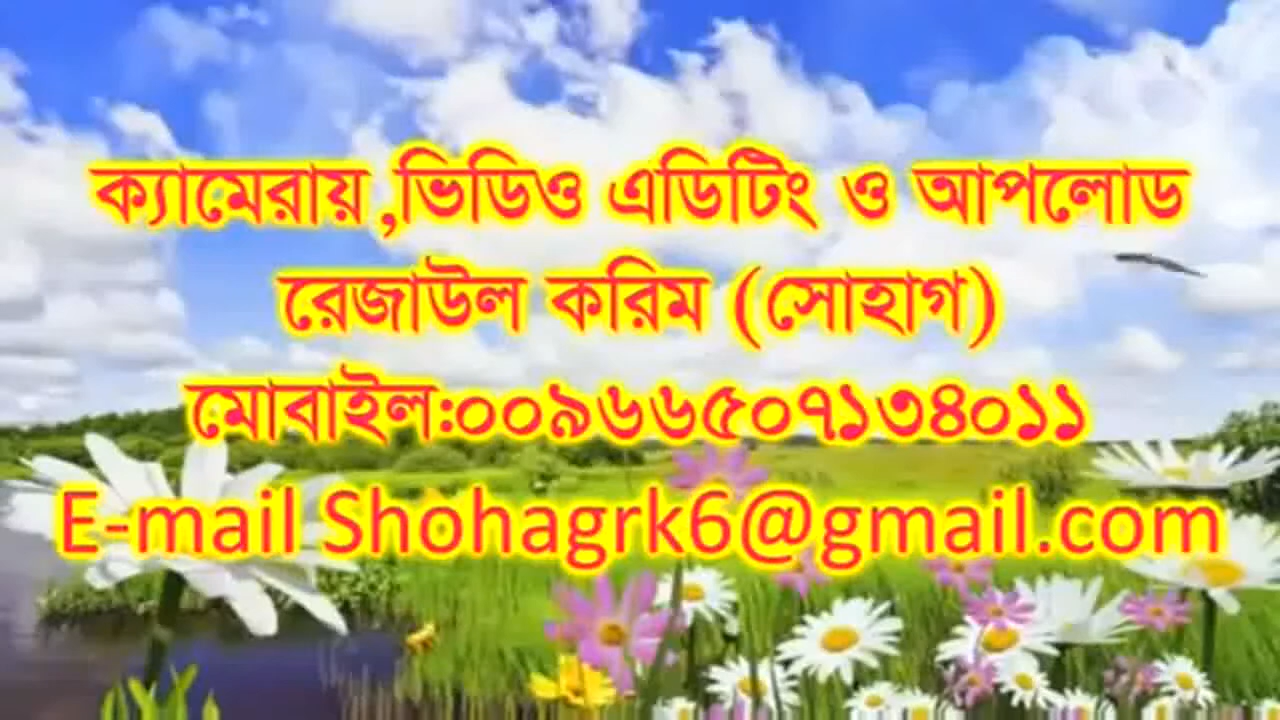 ক্যামেরায় ,ভিডিও এডিটিং ও আপলোড
রেজাউল করিম (সোহাগ)
মোবাইল:০০৯৬৬৫০৭১৩৪০১১
E-mail Shohagrk6@gmail.com